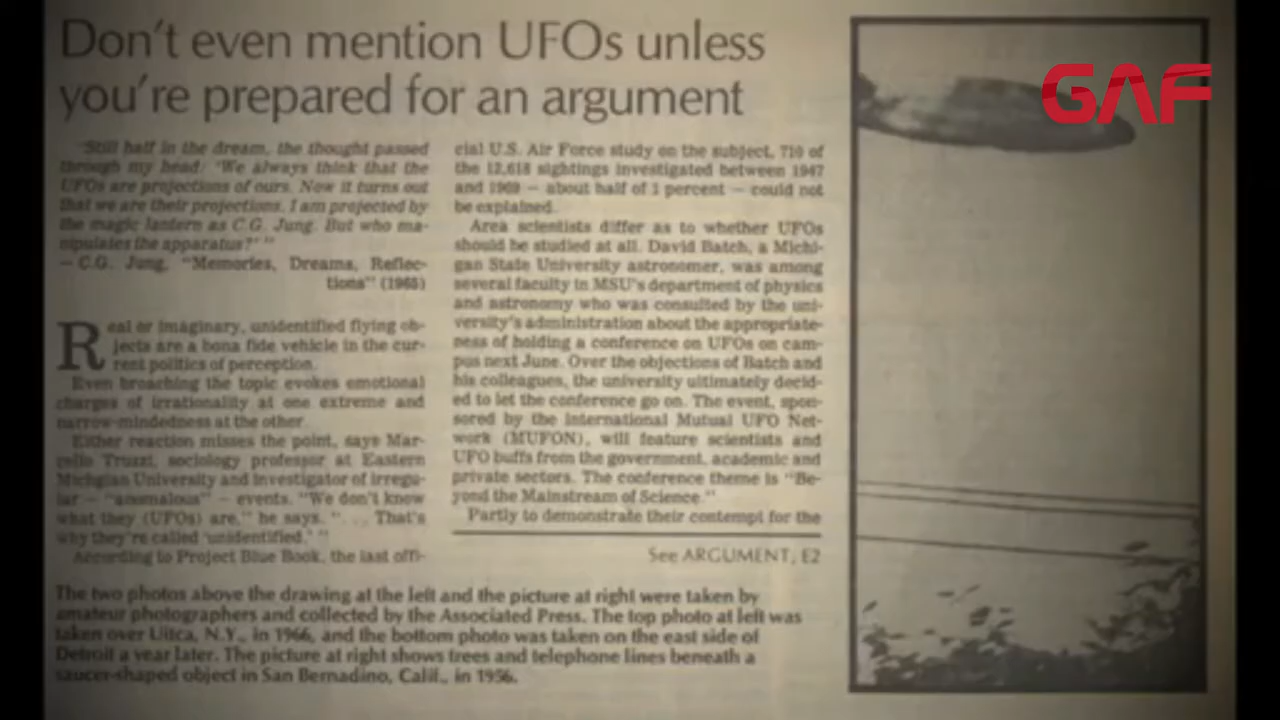 Don't even mention UFOs unless
you're prepared for an argument
"Still half in the dream, the thought passed
through my head: 'We always think that the
UFOs are projections of ours. Now it turns out
that we are their projections. I am projected by
the magic lantern as C.G. Jung. But who ma-
nipulates the apparatus?' "
— C.G. Jung, "Memories, Dreams, Reflec-
tions" (1965)
Real or imaginary, unidentified flying ob-
jects are a bona fide vehicle in the cur-
rent politics of perception.
Even broaching the topic evokes emotional
charges of irrationality at one extreme and
narrow-mindedness at the other.
Either reaction misses the point, says Mar-
cello Truzzi, sociology professor at Eastern
Michigan University and investigator of irregu-
lar — "anomalous" — events. "We don't know
what they (UFOs) are," he says. ". . . That's
why they're called 'unidentified.' "
According to Project Blue Book, the last offi-
cial U.S. Air Force study on the subject, 710 of
the 12,618 sightings investigated between 1947
and 1969 — about half of 1 percent — could not
be explained.
Area scientists differ as to whether UFOs
should be studied at all. David Batch, a Michi-
gan State University astronomer, was among
several faculty in MSU's department of physics
and astronomy who was consulted by the uni-
versity's administration about the appropriate-
ness of holding a conference on UFOs on cam-
pus next June. Over the objections of Batch and
his colleagues, the university ultimately decid-
ed to let the conference go on. The event, spon-
sored by the International Mutual UFO Net-
work (MUFON), will feature scientists and
UFO buffs from the government, academic and
private sectors. The conference theme is "Be-
yond the Mainstream of Science."
Partly to demonstrate their contempt for the
See ARGUMENT, E2
The two photos above the drawing at the left and the picture at right were taken by
amateur photographers and collected by the Associated Press. The top photo at left was
taken over Utica, N.Y., in 1966, and the bottom photo was taken on the east side of
Detroit a year later. The picture at right shows trees and telephone lines beneath a
saucer-shaped object in San Bernadino, Calif., in 1956.
GAF